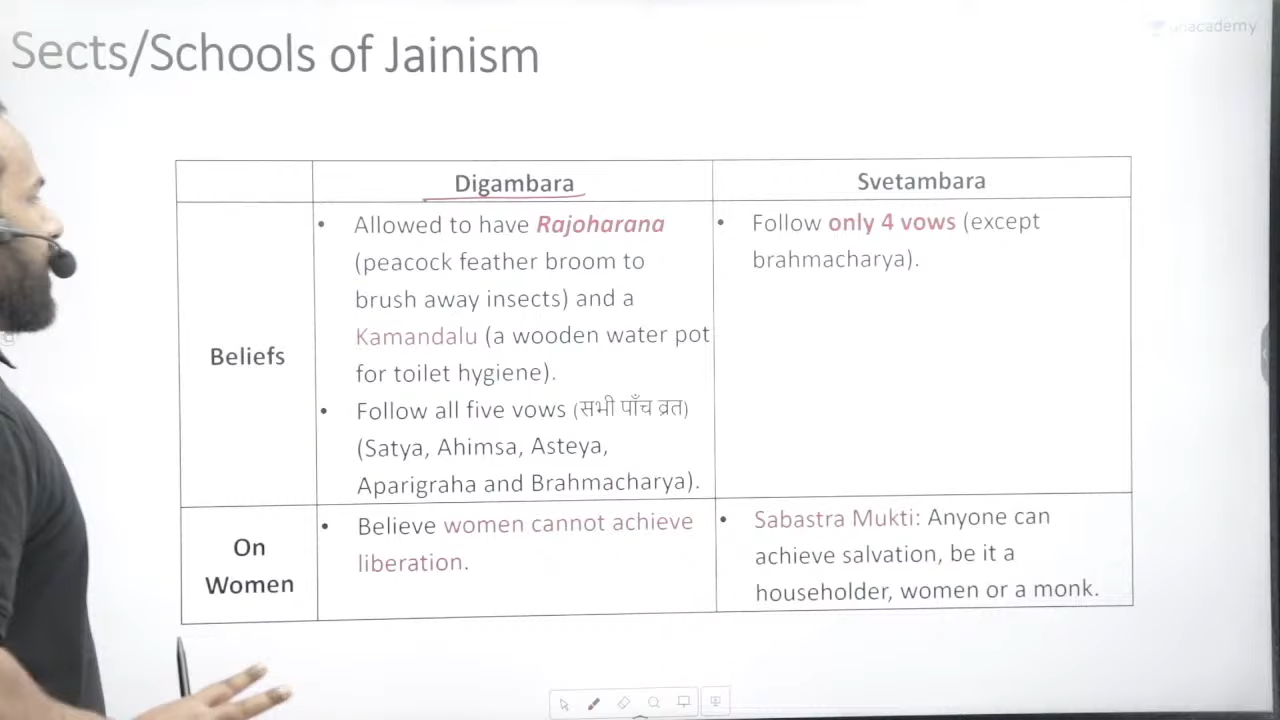 Sects/Schools of Jainism
unacademy
Digambara
Svetambara
Beliefs
• Allowed to have Rajoharana
(peacock feather broom to
brush away insects) and a
Kamandalu (a wooden water pot
for toilet hygiene).
• Follow all five vows (सभी पाँच व्रत)
(Satya, Ahimsa, Asteya,
Aparigraha and Brahmacharya).
• Follow only 4 vows (except
brahmacharya).
On
Women
• Believe women cannot achieve
liberation.
• Sabastra Mukti: Anyone can
achieve salvation, be it a
householder, women or a monk.